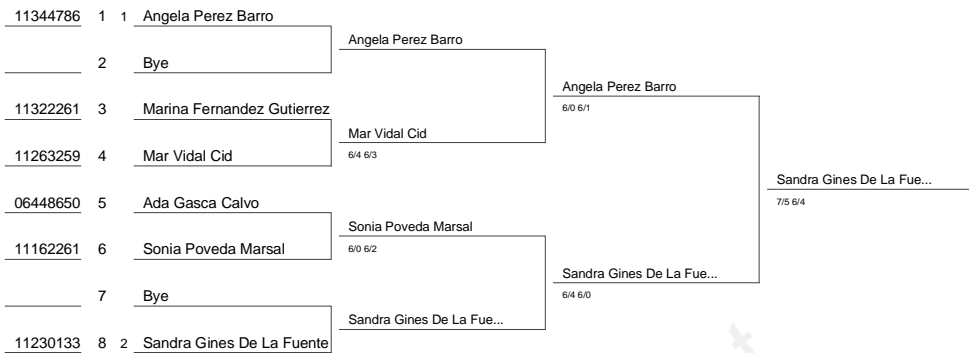 11344786 1 1 Angela Perez Barro
Angela Perez Barro
2 Bye
Angela Perez Barro
6/0 6/1
11322261 3 Marina Fernandez Gutierrez
Mar Vidal Cid
6/4 6/3
11263259 4 Mar Vidal Cid
Sandra Gines De La Fue...
7/5 6/4
06448650 5 Ada Gasca Calvo
Sonia Poveda Marsal
6/0 6/2
11162261 6 Sonia Poveda Marsal
Sandra Gines De La Fue...
6/4 6/0
7 Bye
Sandra Gines De La Fue...
11230133 8 2 Sandra Gines De La Fuente